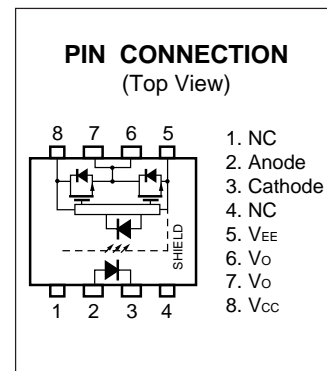 PIN CONNECTION
(Top View)
8 7 6 5
SHIELD
1 2 3 4
1. NC
2. Anode
3. Cathode
4. NC
5. VEE
6. VO
7. VO
8. VCC